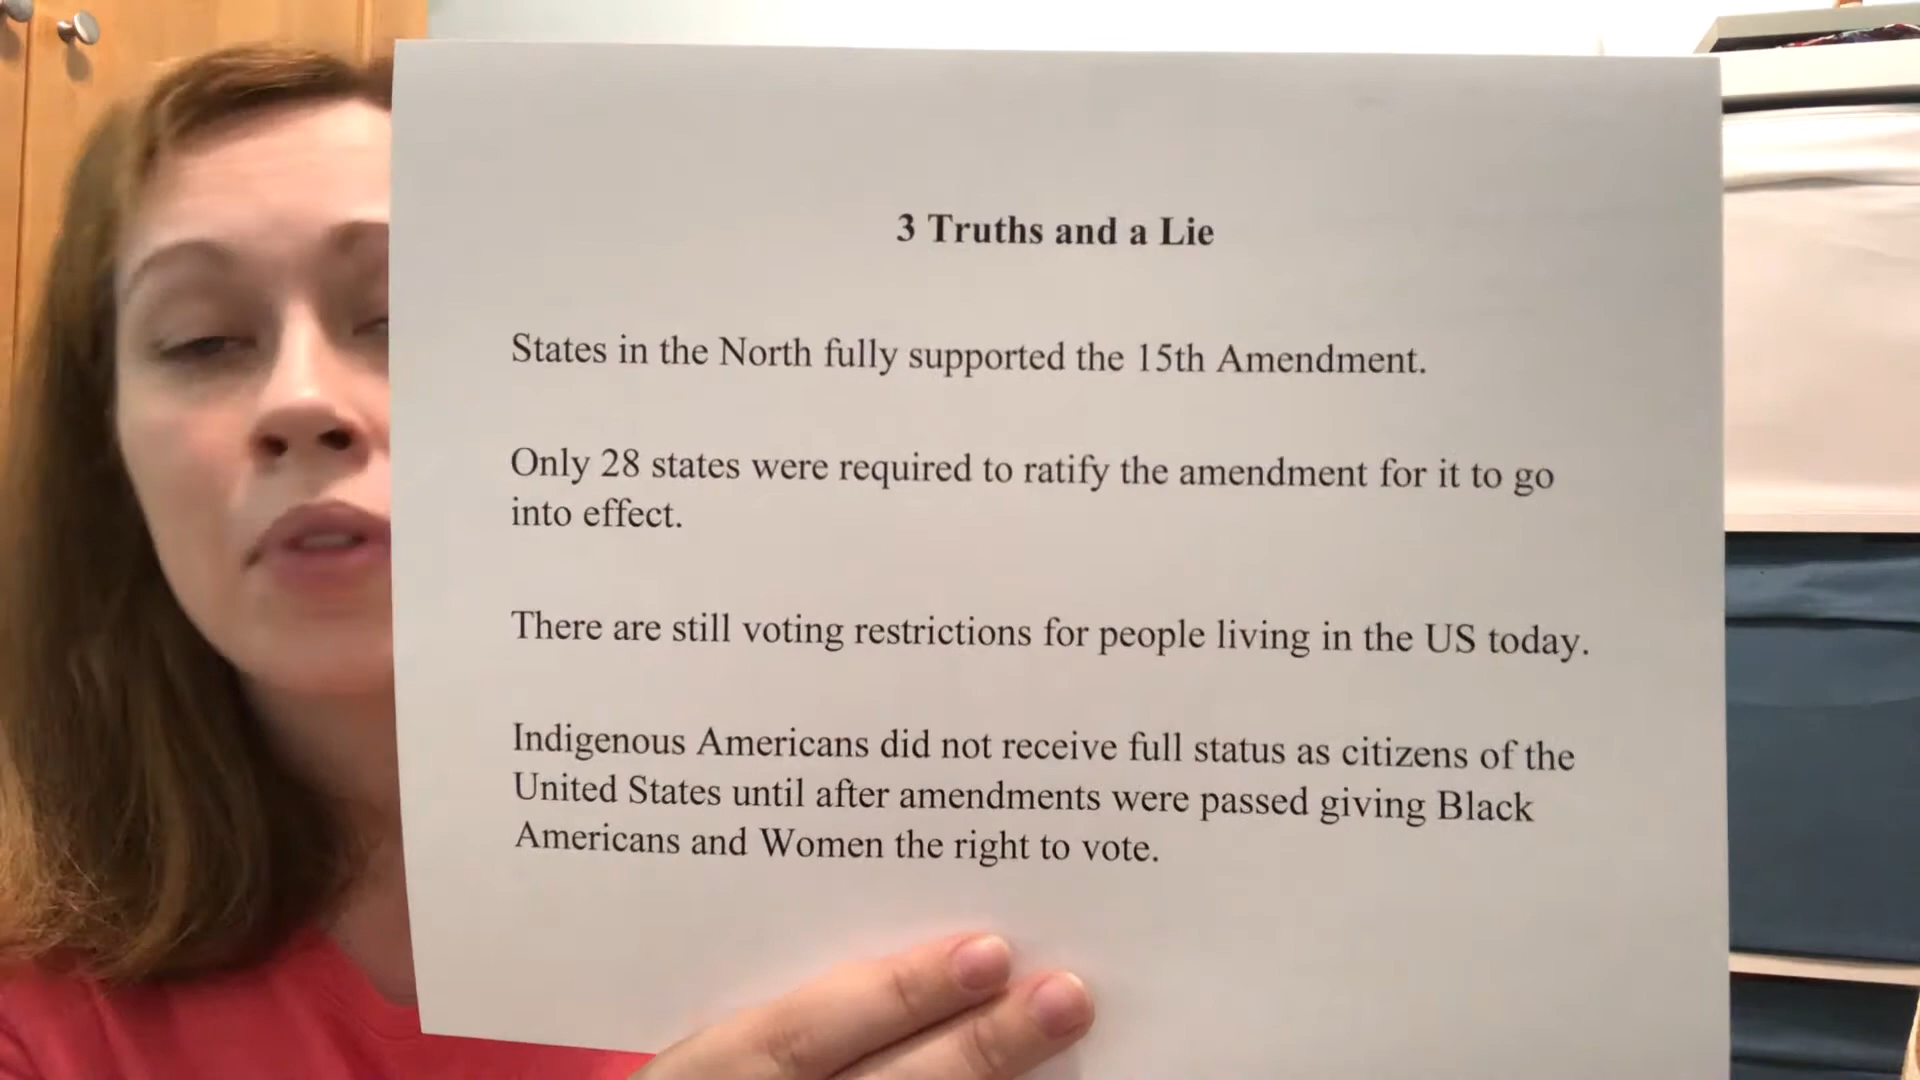 3 Truths and a Lie
States in the North fully supported the 15th Amendment.
Only 28 states were required to ratify the amendment for it to go
into effect.
There are still voting restrictions for people living in the US today.
Indigenous Americans did not receive full status as citizens of the
United States until after amendments were passed giving Black
Americans and Women the right to vote.